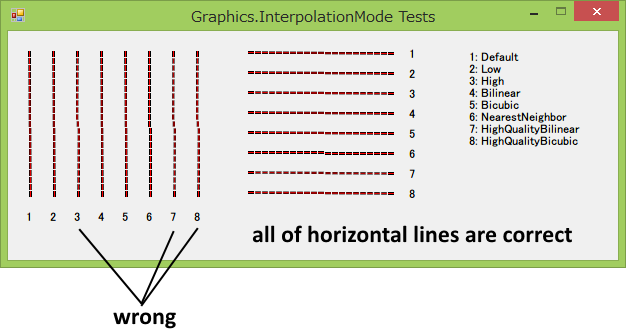 Graphics.InterpolationMode Tests
1
2
3
4
5
6
7
8
1: Default
2: Low
3: High
4: Bilinear
5: Bicubic
6: NearestNeighbor
7: HighQualityBilinear
8: HighQualityBicubic
1 2 3 4 5 6 7 8
all of horizontal lines are correct
wrong